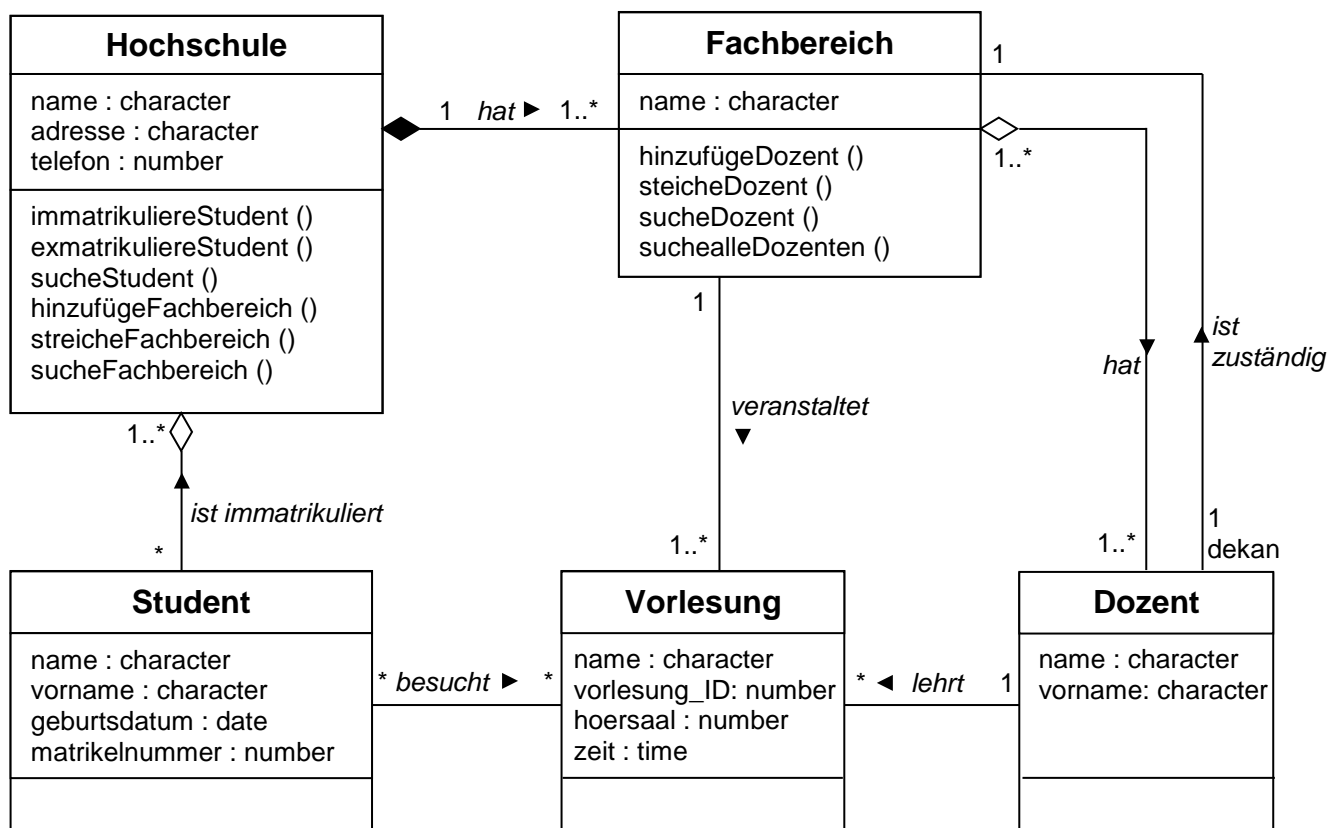 Hochschule
name : character
adresse : character
telefon : number
immatrikuliereStudent ()
exmatrikuliereStudent ()
sucheStudent ()
hinzufügeFachbereich ()
streicheFachbereich ()
sucheFachbereich ()
1 hat ► 1..*
Fachbereich
name : character
hinzufügeDozent ()
steicheDozent ()
sucheDozent ()
suchealleDozenten ()
1
1..*
hat
ist
zuständig
1
veranstaltet
1..*
1..*
ist immatrikuliert
*
1..*
1
dekan
Student
name : character
vorname : character
geburtsdatum : date
matrikelnummer : number
* besucht ► *
Vorlesung
name : character
vorlesung_ID: number
hoersaal : number
zeit : time
* ◄ lehrt 1
Dozent
name : character
vorname: character